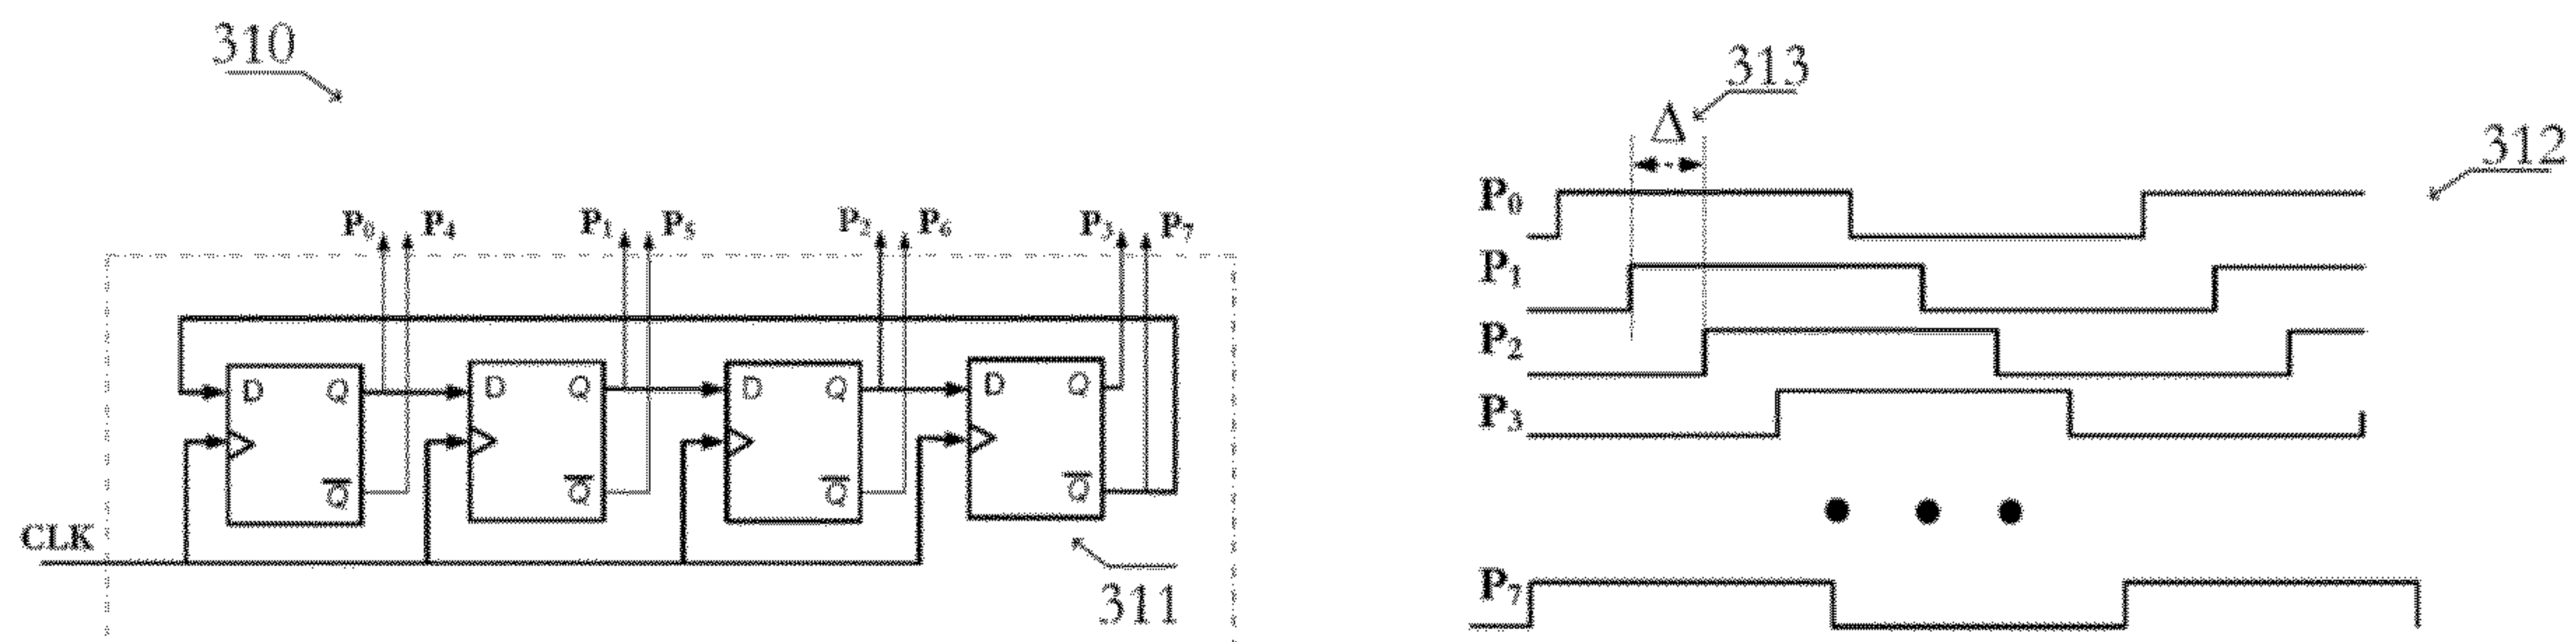 310
P₀ P₄ P₁ P₅ P₂ P₆ P₃ P₇
D Q D Q D Q D Q
Q̅ Q̅ Q̅ Q̅
CLK
311
313
Δ
312
P₀
P₁
P₂
P₃
P₇